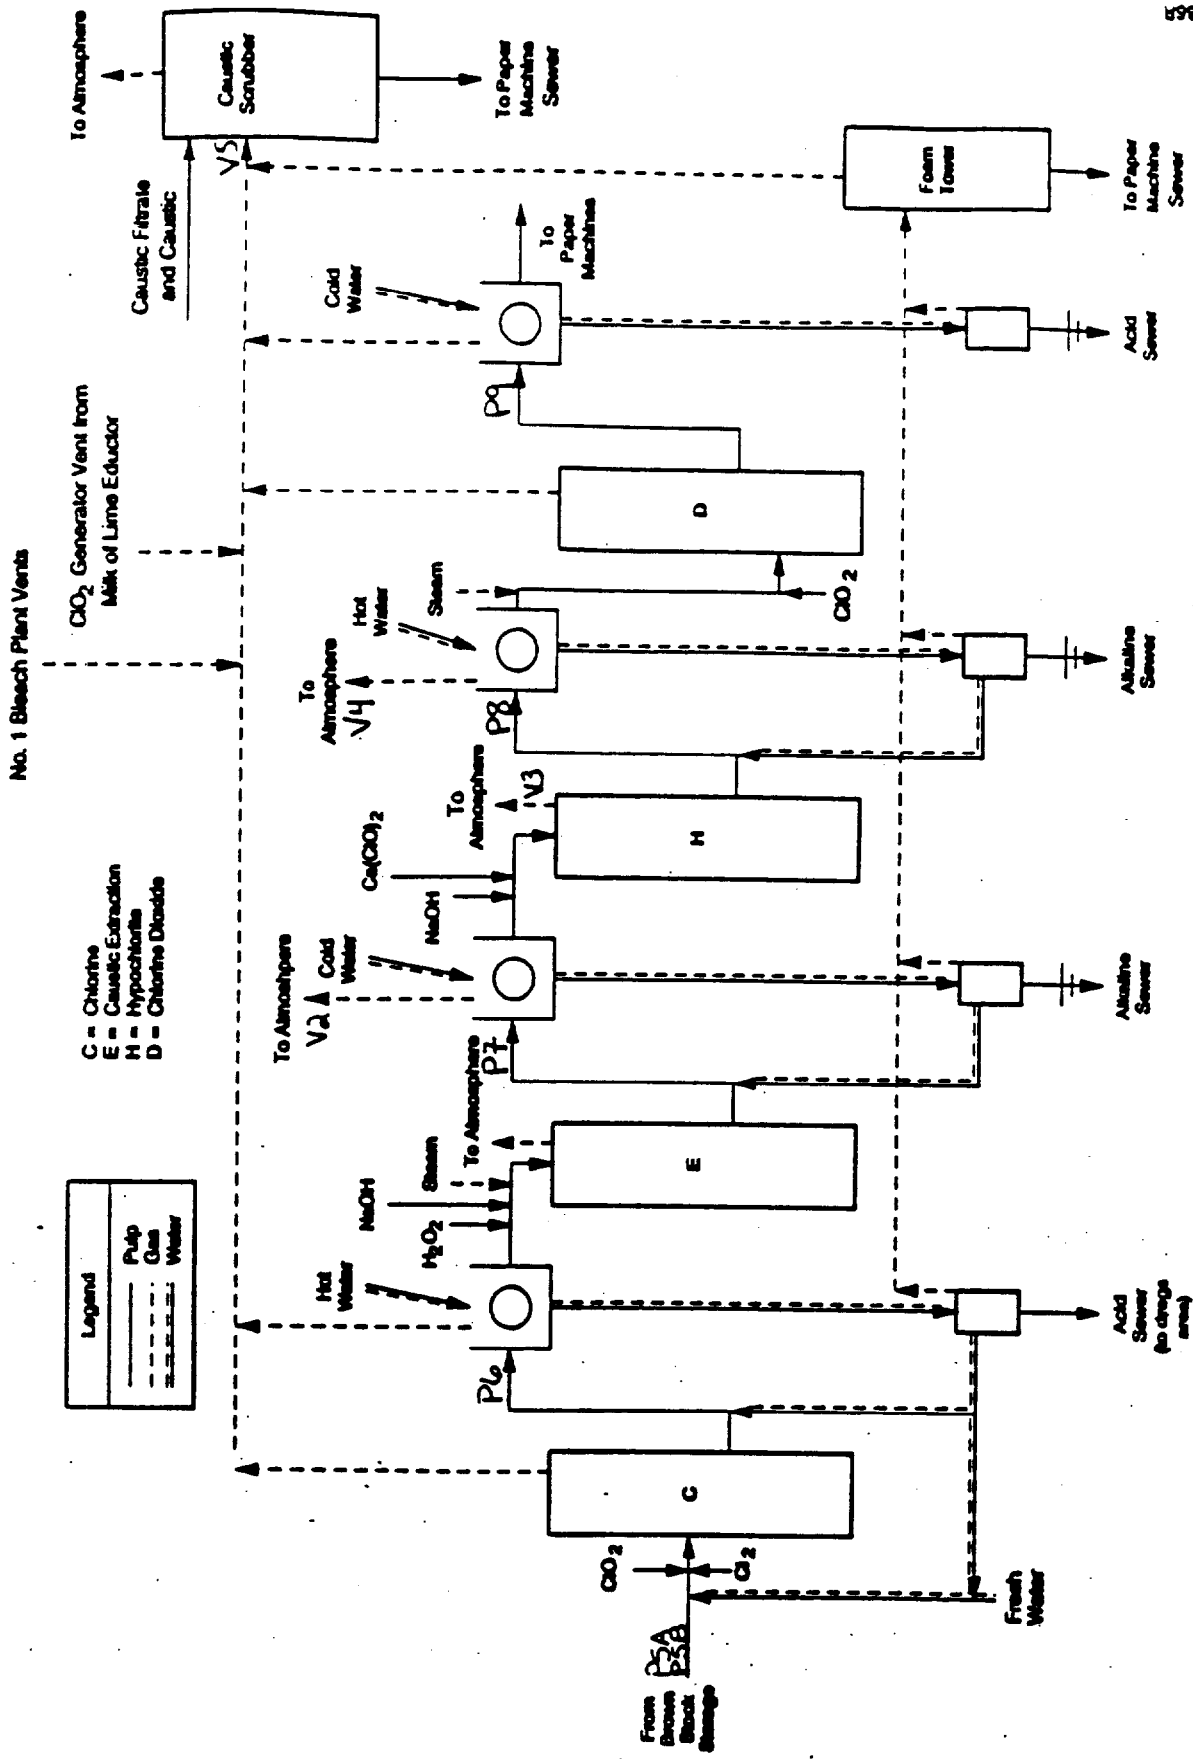 No. 1 Bleach Plant Vents
ClO2 Generator Vent from
Milk of Lime Eductor
Caustic Filtrate
and Caustic
V5
To Atmosphere
Caustic
Scrubber
To Paper
Machine
Sewer
Legend
Pulp
Gas
Water
C = Chlorine
E = Caustic Extraction
H = Hypochlorite
D = Chlorine Dioxide
From
Brown
Stock
Storage
P5A
P5B
ClO2
Cl2
Fresh
Water
C
P6
Hot
Water
H2O2
NaOH
Steam
To Atmosphere
E
P7
To Atmohpere
V2
Cold
Water
NaOH
Ca(ClO)2
To
Atmosphere
V3
H
P8
To
Atmosphere
V4
Hot
Water
Steam
ClO2
D
P9
Cold
Water
To
Paper
Machines
Foam
Tower
To Paper
Machine
Sewer
Acid
Sewer
(to dregs
area)
Alkaline
Sewer
Alkaline
Sewer
Acid
Sewer